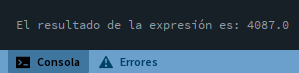 El resultado de la expresión es: 4087.0
Consola Errores